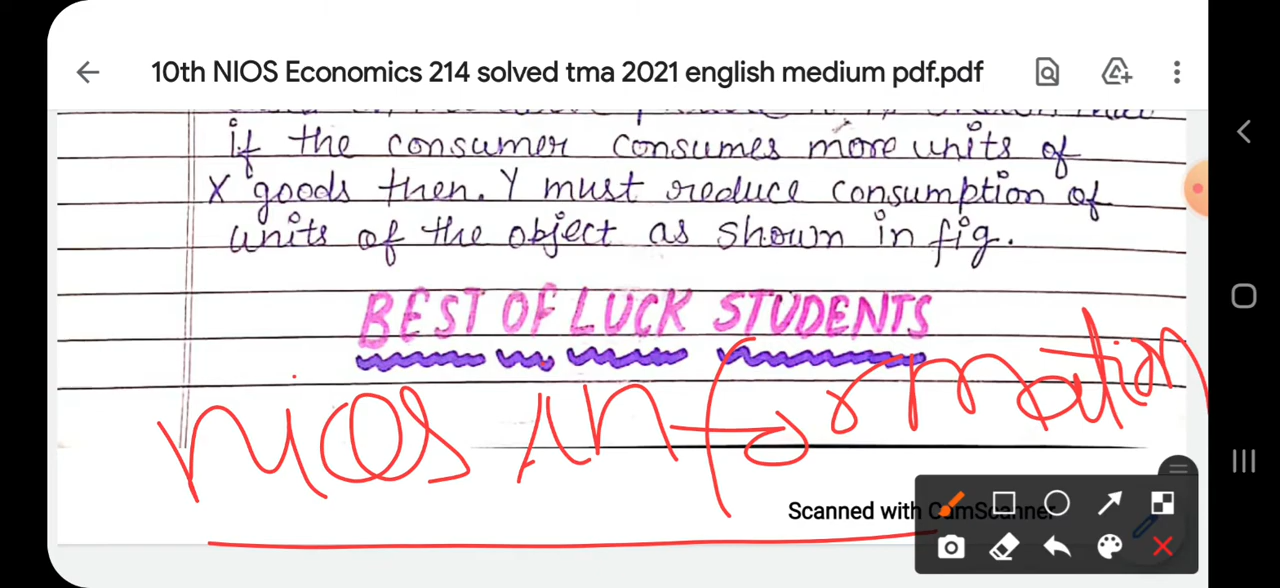 10th NIOS Economics 214 solved tma 2021 english medium pdf.pdf
if the consumer consumes more units of
X goods then. Y must reduce consumption of
units of the object as shown in fig.
BEST OF LUCK STUDENTS
nios information
Scanned with CamScanner